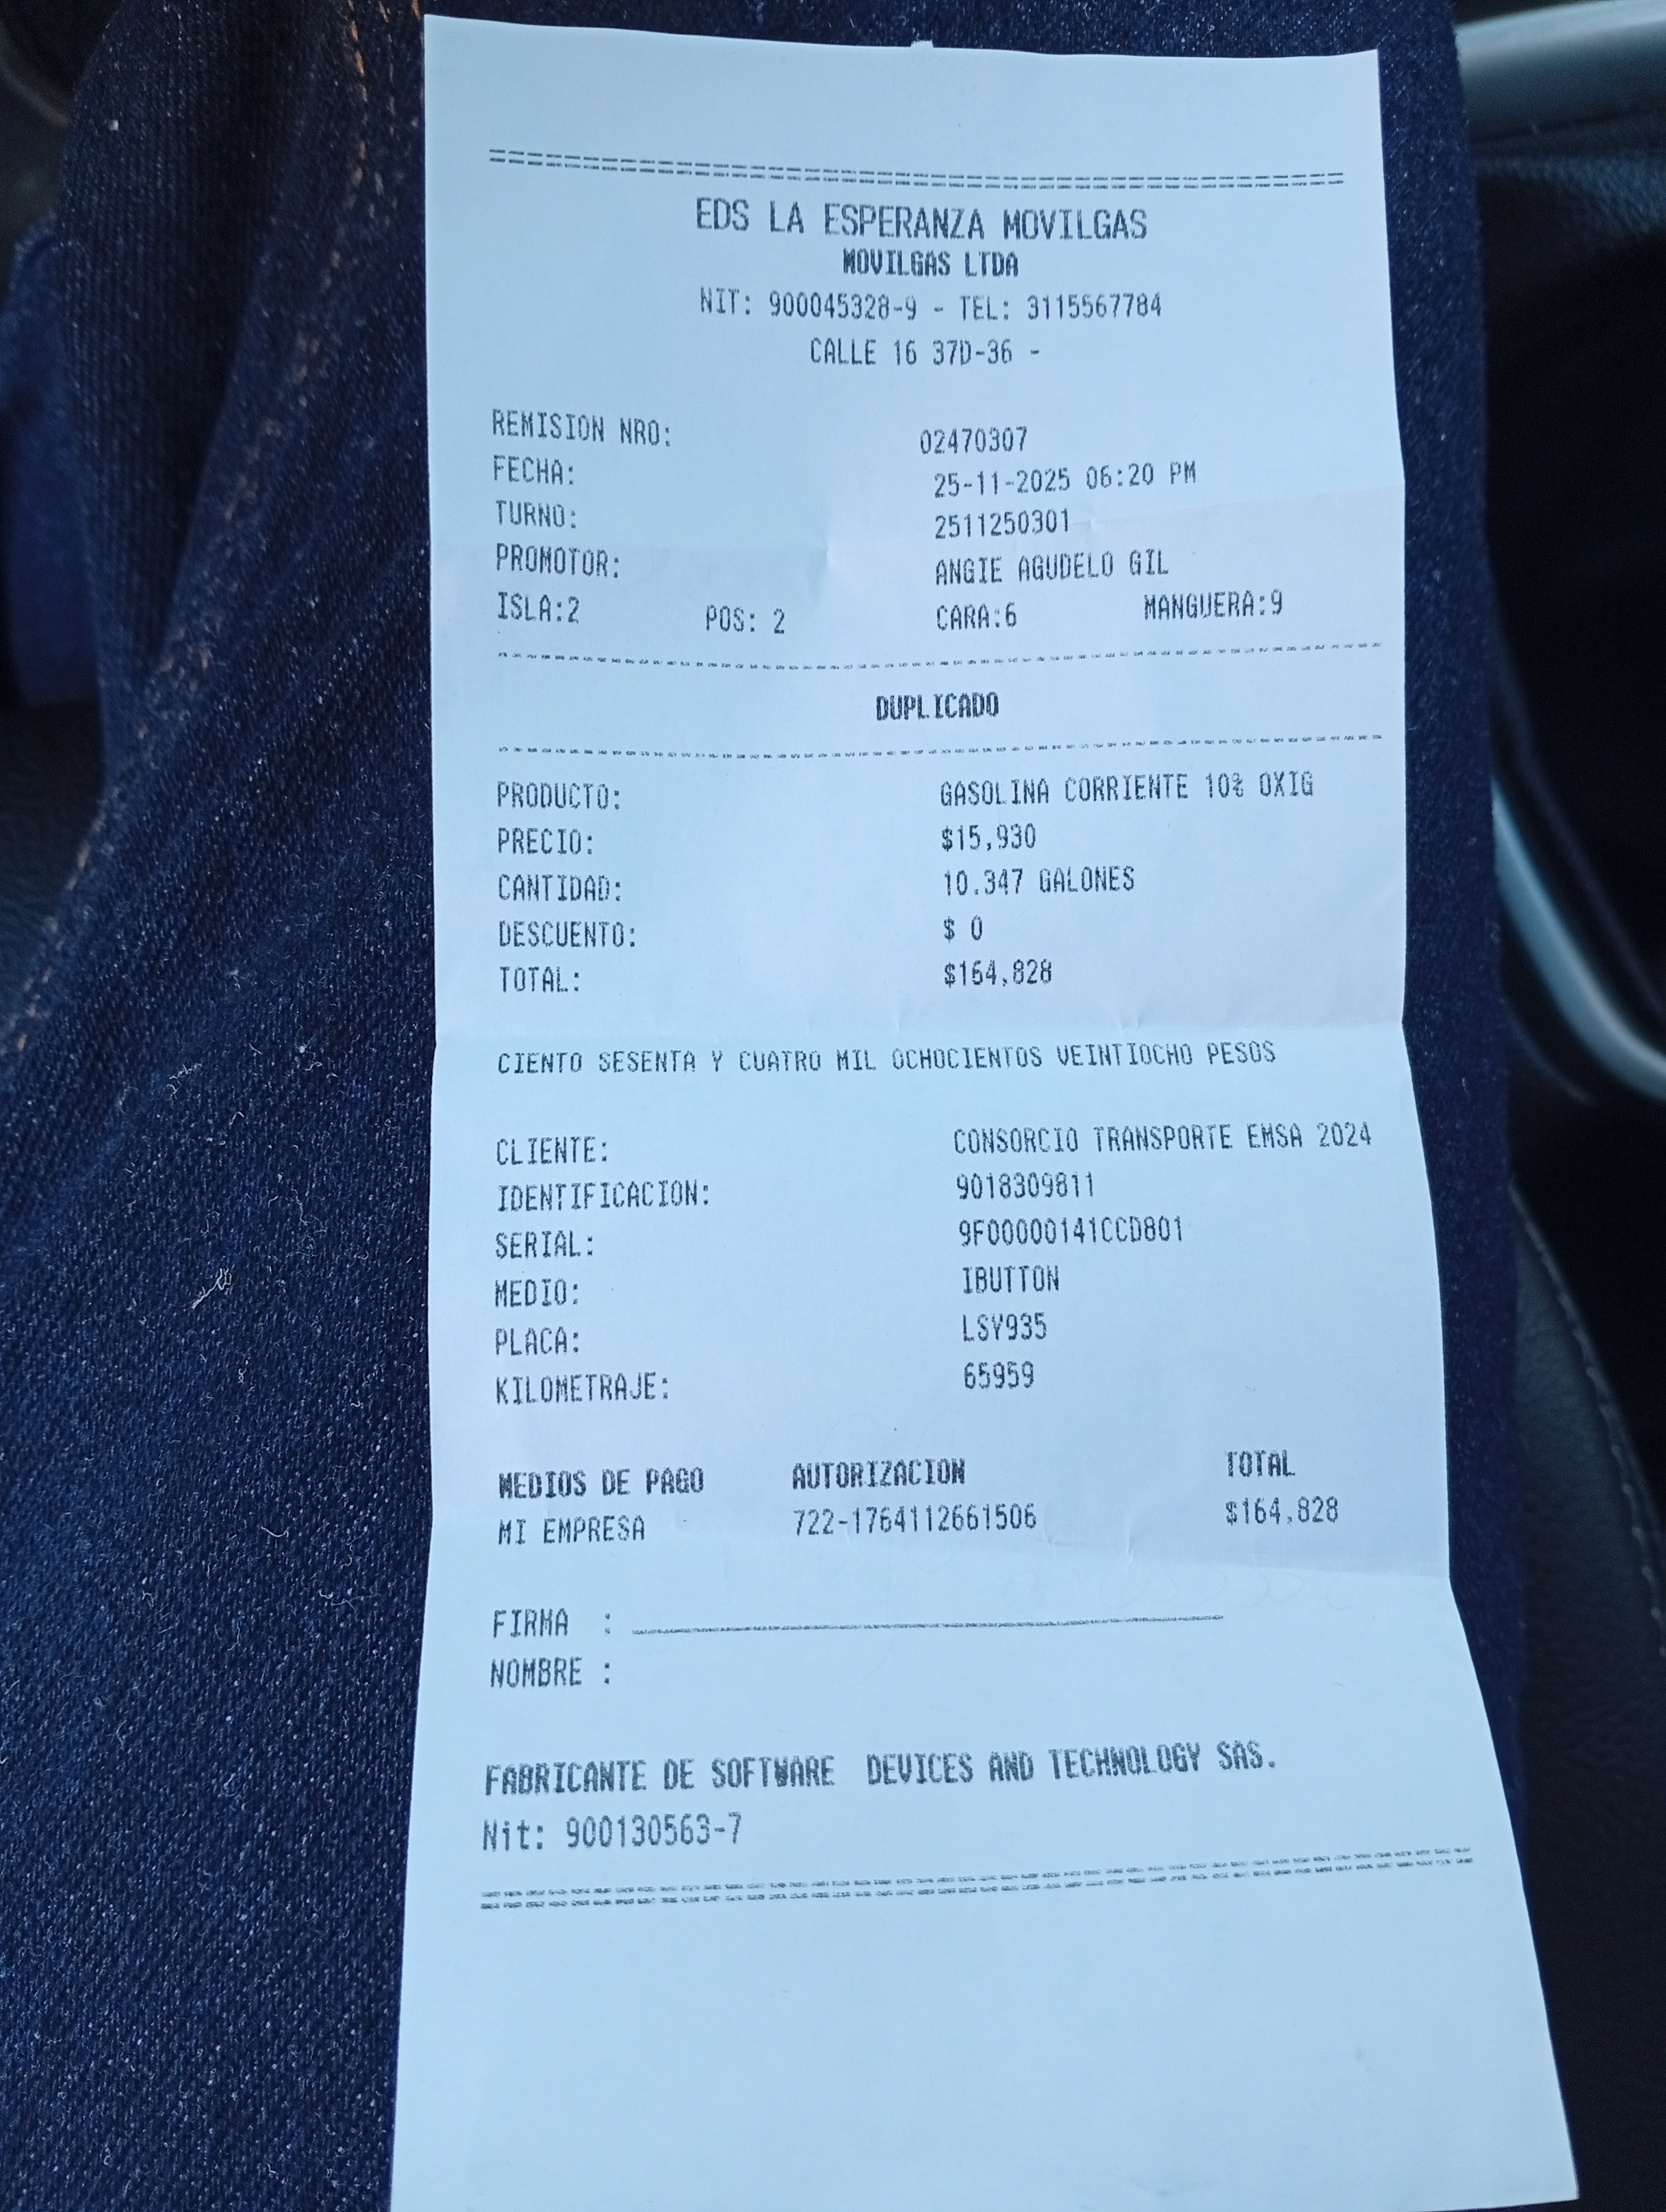 EDS LA ESPERANZA MOVILGAS
MOVILGAS LTDA
NIT: 900045328-9 - TEL: 3115567784
CALLE 16 37D-36 -
REMISION NRO: 02470307
FECHA: 25-11-2025 06:20 PM
TURNO: 2511250301
PROMOTOR: ANGIE AGUDELO GIL
ISLA:2 POS: 2 CARA:6 MANGUERA:9
DUPLICADO
PRODUCTO: GASOLINA CORRIENTE 10% OXIG
PRECIO: $15,930
CANTIDAD: 10.347 GALONES
DESCUENTO: $ 0
TOTAL: $164,828
CIENTO SESENTA Y CUATRO MIL OCHOCIENTOS VEINTIOCHO PESOS
CLIENTE: CONSORCIO TRANSPORTE EMSA 2024
IDENTIFICACION: 9018309811
SERIAL: 9F00000141CCD801
MEDIO: IBUTTON
PLACA: LSY935
KILOMETRAJE: 65959
MEDIOS DE PAGO AUTORIZACION TOTAL
MI EMPRESA 722-1764112661506 $164,828
FIRMA :
NOMBRE :
FABRICANTE DE SOFTWARE DEVICES AND TECHNOLOGY SAS.
Nit: 900130563-7